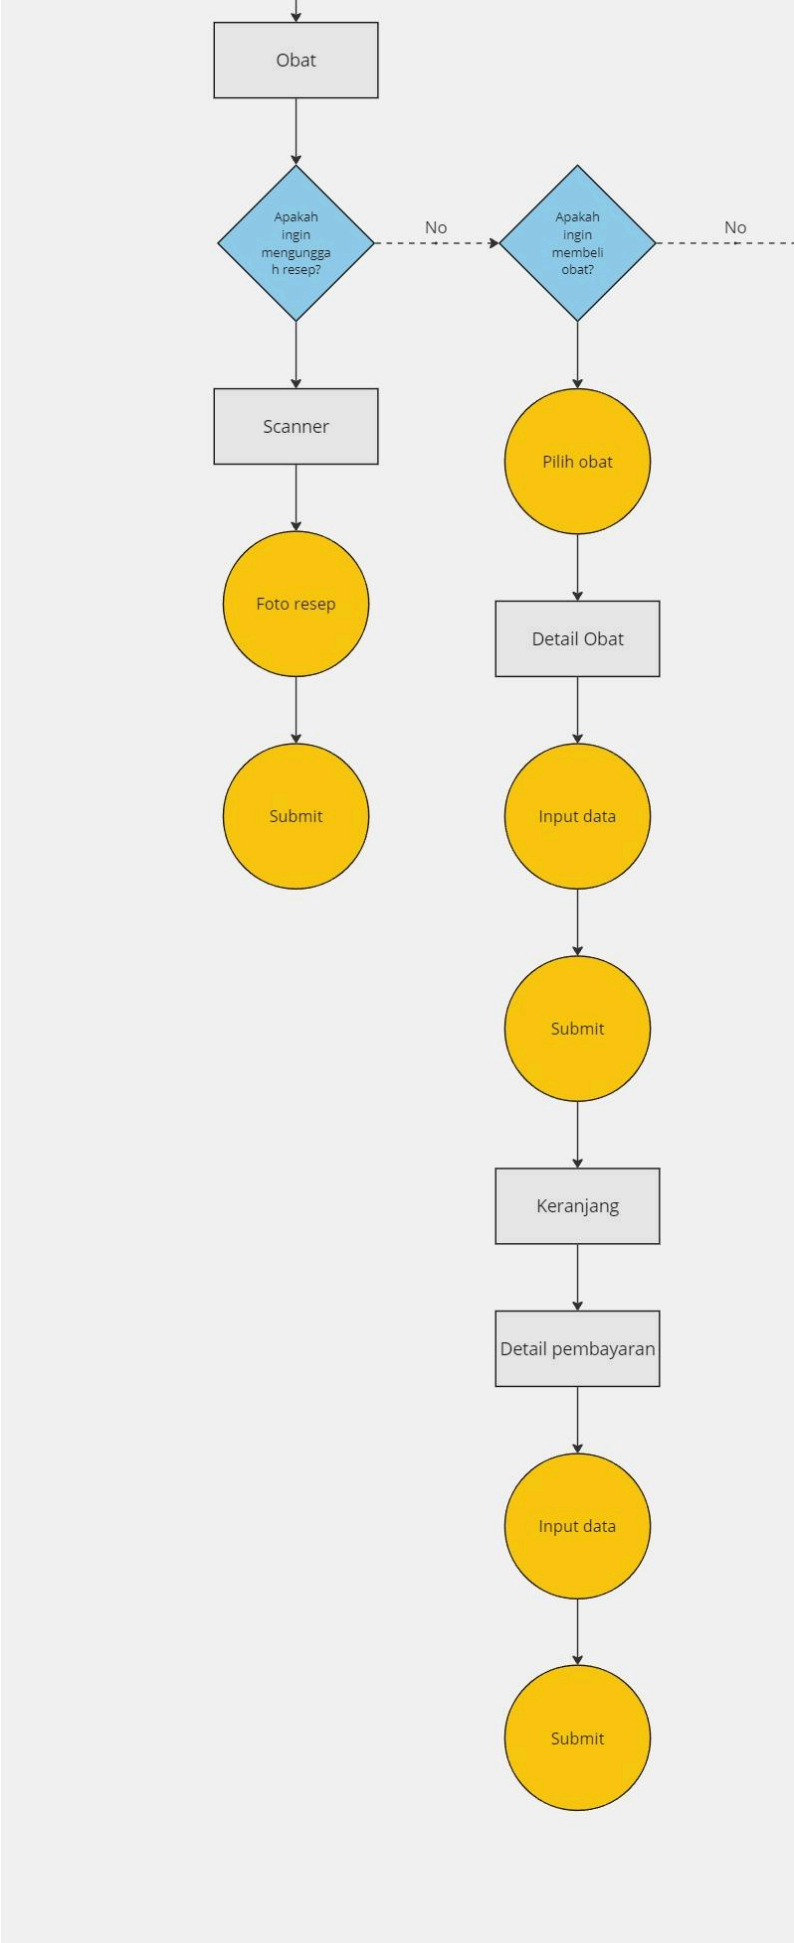 Obat
Apakah
ingin
mengungga
h resep?
No
Apakah
ingin
membeli
obat?
No
Scanner
Foto resep
Submit
Pilih obat
Detail Obat
Input data
Submit
Keranjang
Detail pembayaran
Input data
Submit